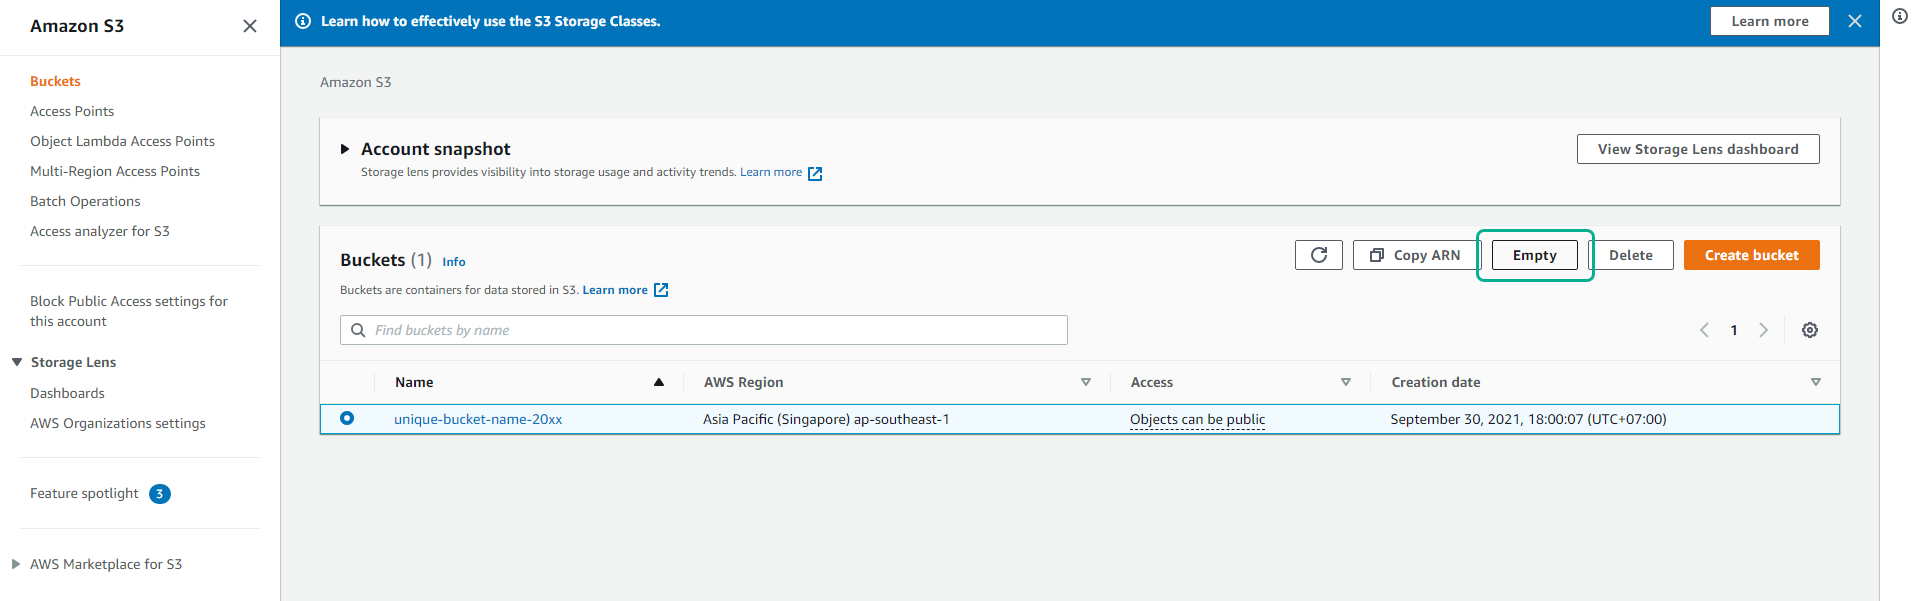 Amazon S3
Buckets
Access Points
Object Lambda Access Points
Multi-Region Access Points
Batch Operations
Access analyzer for S3
Block Public Access settings for
this account
Storage Lens
Dashboards
AWS Organizations settings
Feature spotlight 3
AWS Marketplace for S3
Learn how to effectively use the S3 Storage Classes. Learn more
Amazon S3
Account snapshot View Storage Lens dashboard
Storage lens provides visibility into storage usage and activity trends. Learn more
Buckets (1) Info Copy ARN Empty Delete Create bucket
Buckets are containers for data stored in S3. Learn more
Find buckets by name 1
Name AWS Region Access Creation date
unique-bucket-name-20xx Asia Pacific (Singapore) ap-southeast-1 Objects can be public September 30, 2021, 18:00:07 (UTC+07:00)